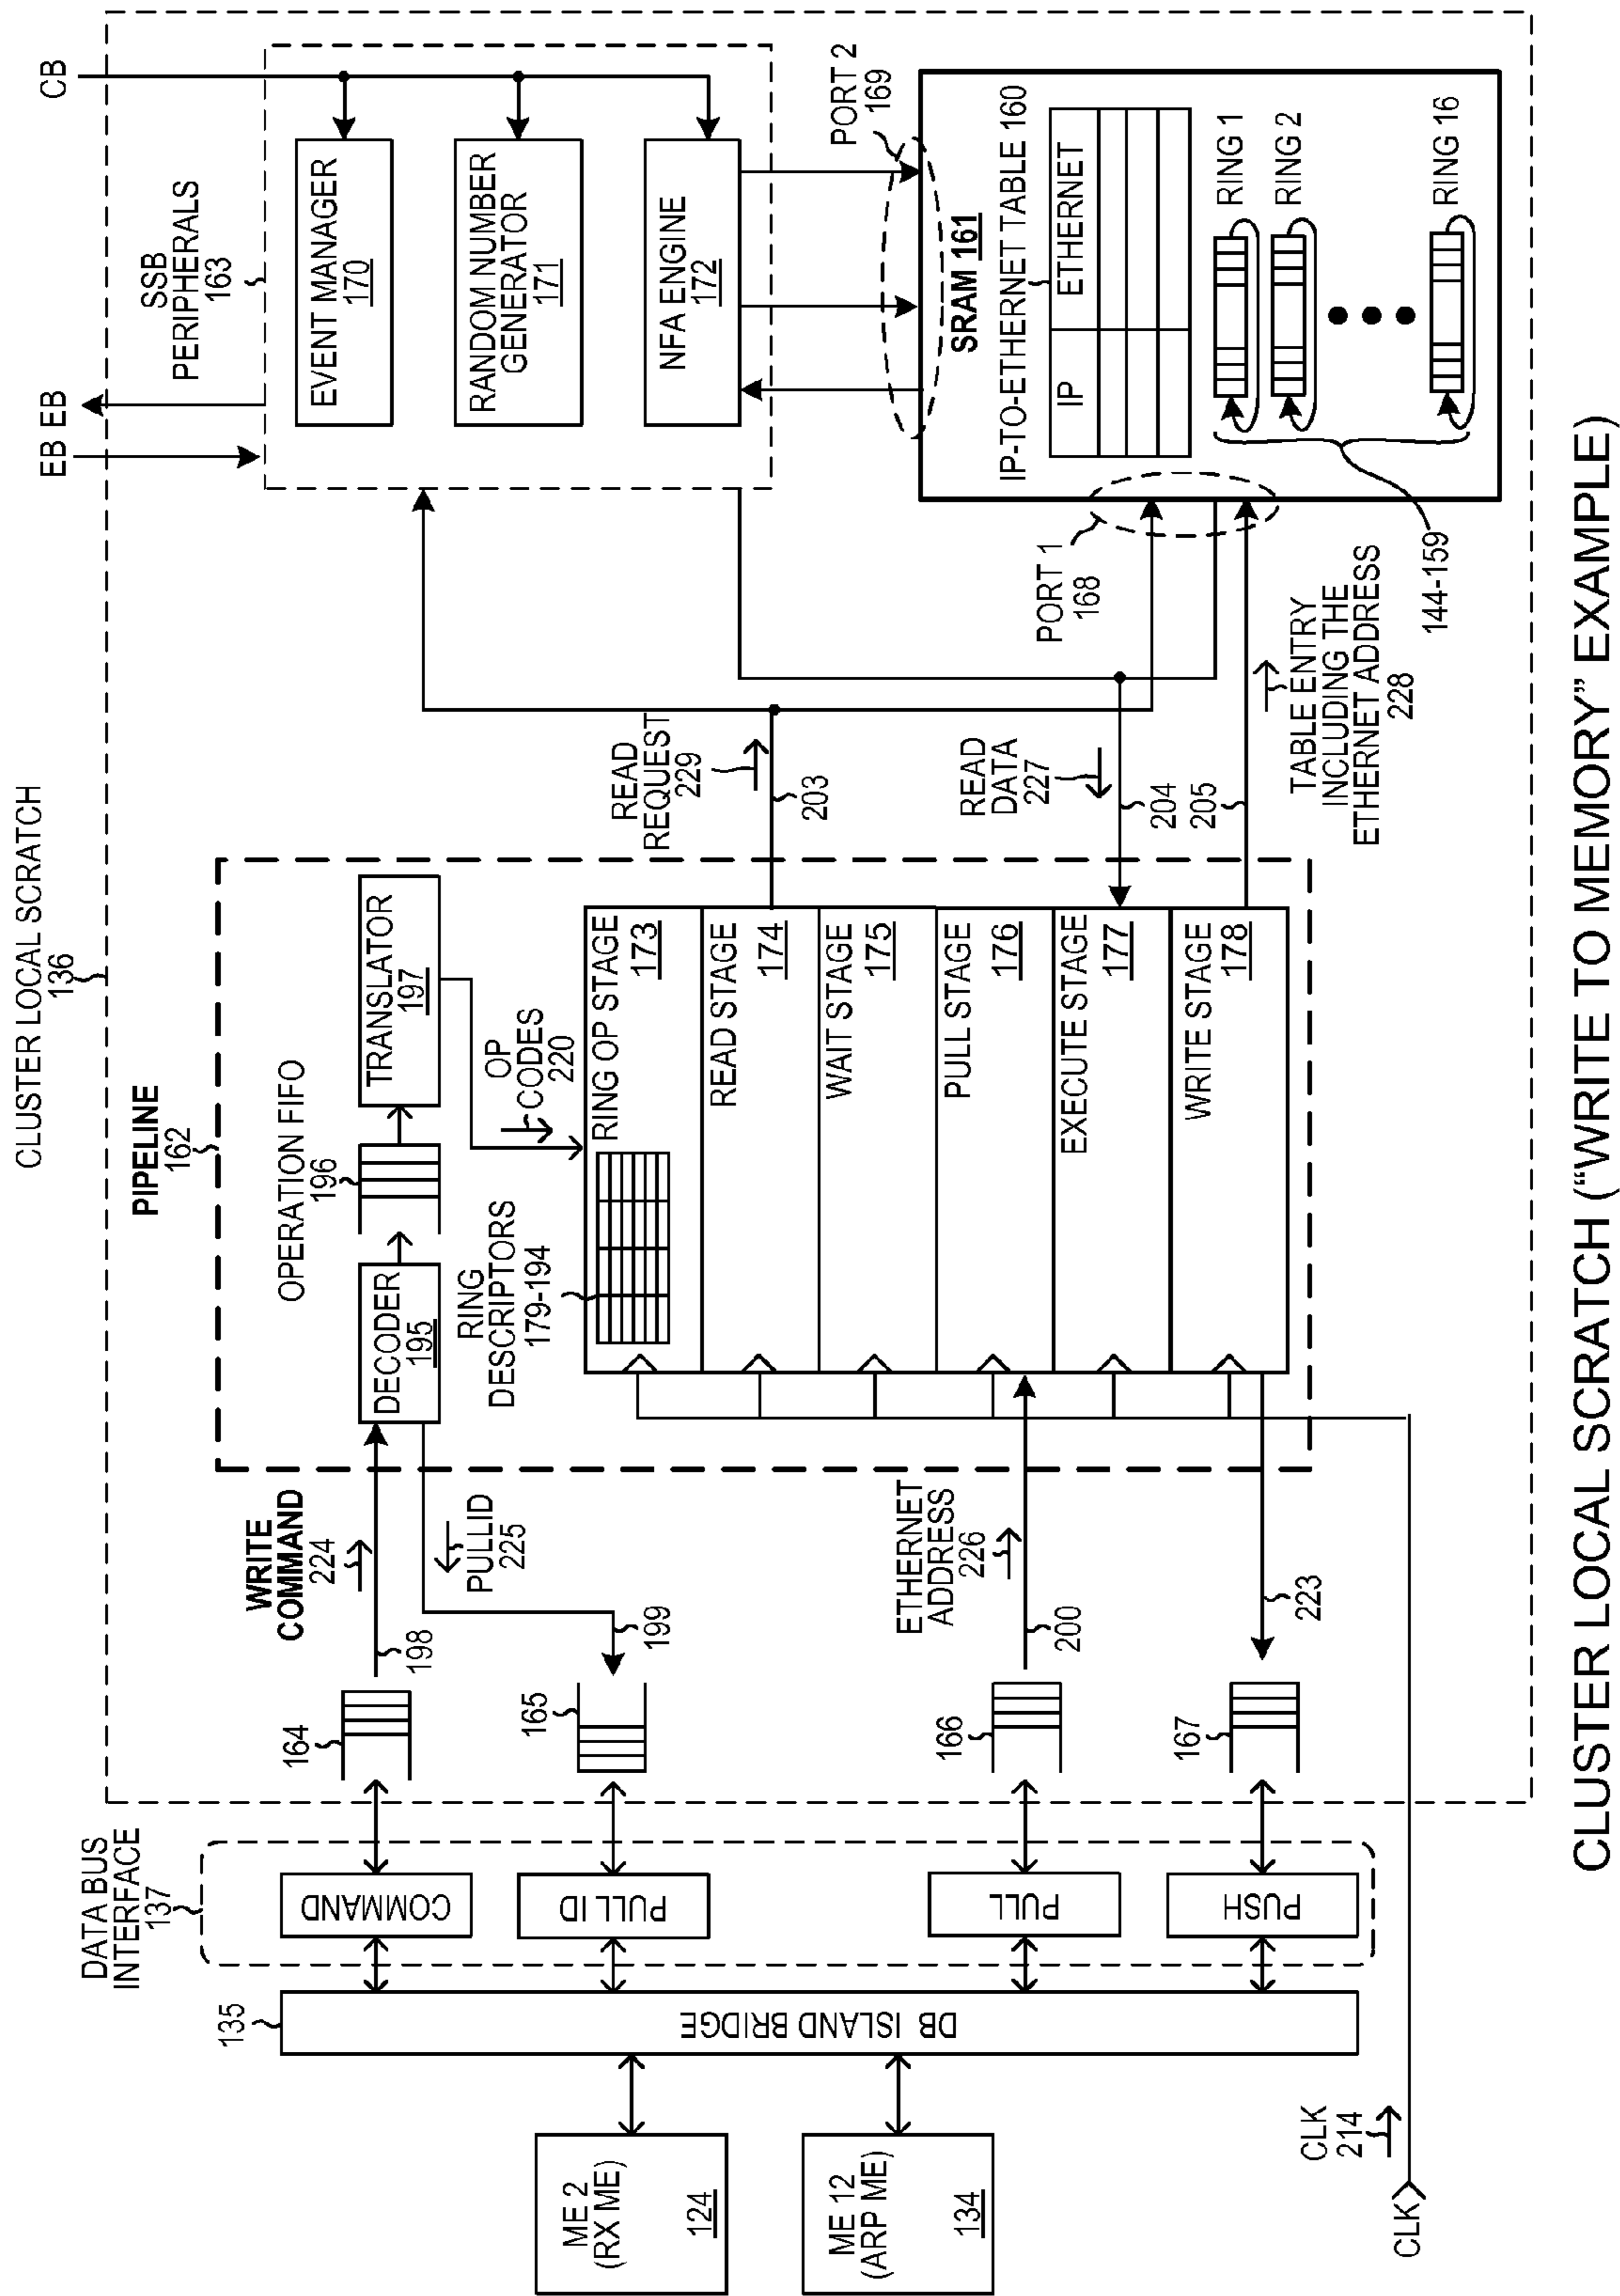 CLUSTER LOCAL SCRATCH
136
CB
EB EB
SSB
PERIPHERALS
163
EVENT MANAGER
170
RANDOM NUMBER
GENERATOR
171
NFA ENGINE
172
PORT 2
169
SRAM 161
IP-TO-ETHERNET TABLE 160
IP
ETHERNET
RING 1
RING 2
RING 16
144-159
PORT 1
168
PIPELINE
162
OPERATION FIFO
196
DECODER
195
TRANSLATOR
197
OP
CODES
220
RING
DESCRIPTORS
179-194
RING OP STAGE
173
READ STAGE
174
WAIT STAGE
175
PULL STAGE
176
EXECUTE STAGE
177
WRITE STAGE
178
READ
REQUEST
229
203
READ
DATA
227
204
205
TABLE ENTRY
INCLUDING THE
ETHERNET ADDRESS
228
WRITE
COMMAND
224
198
PULLID
225
199
ETHERNET
ADDRESS
226
200
223
164
165
166
167
DATA BUS
INTERFACE
137
COMMAND
PULL ID
PULL
PUSH
135
DB ISLAND BRIDGE
ME 2
(RX ME)
124
ME 12
(ARP ME)
134
CLK
214
CLK
CLUSTER LOCAL SCRATCH (“WRITE TO MEMORY” EXAMPLE)